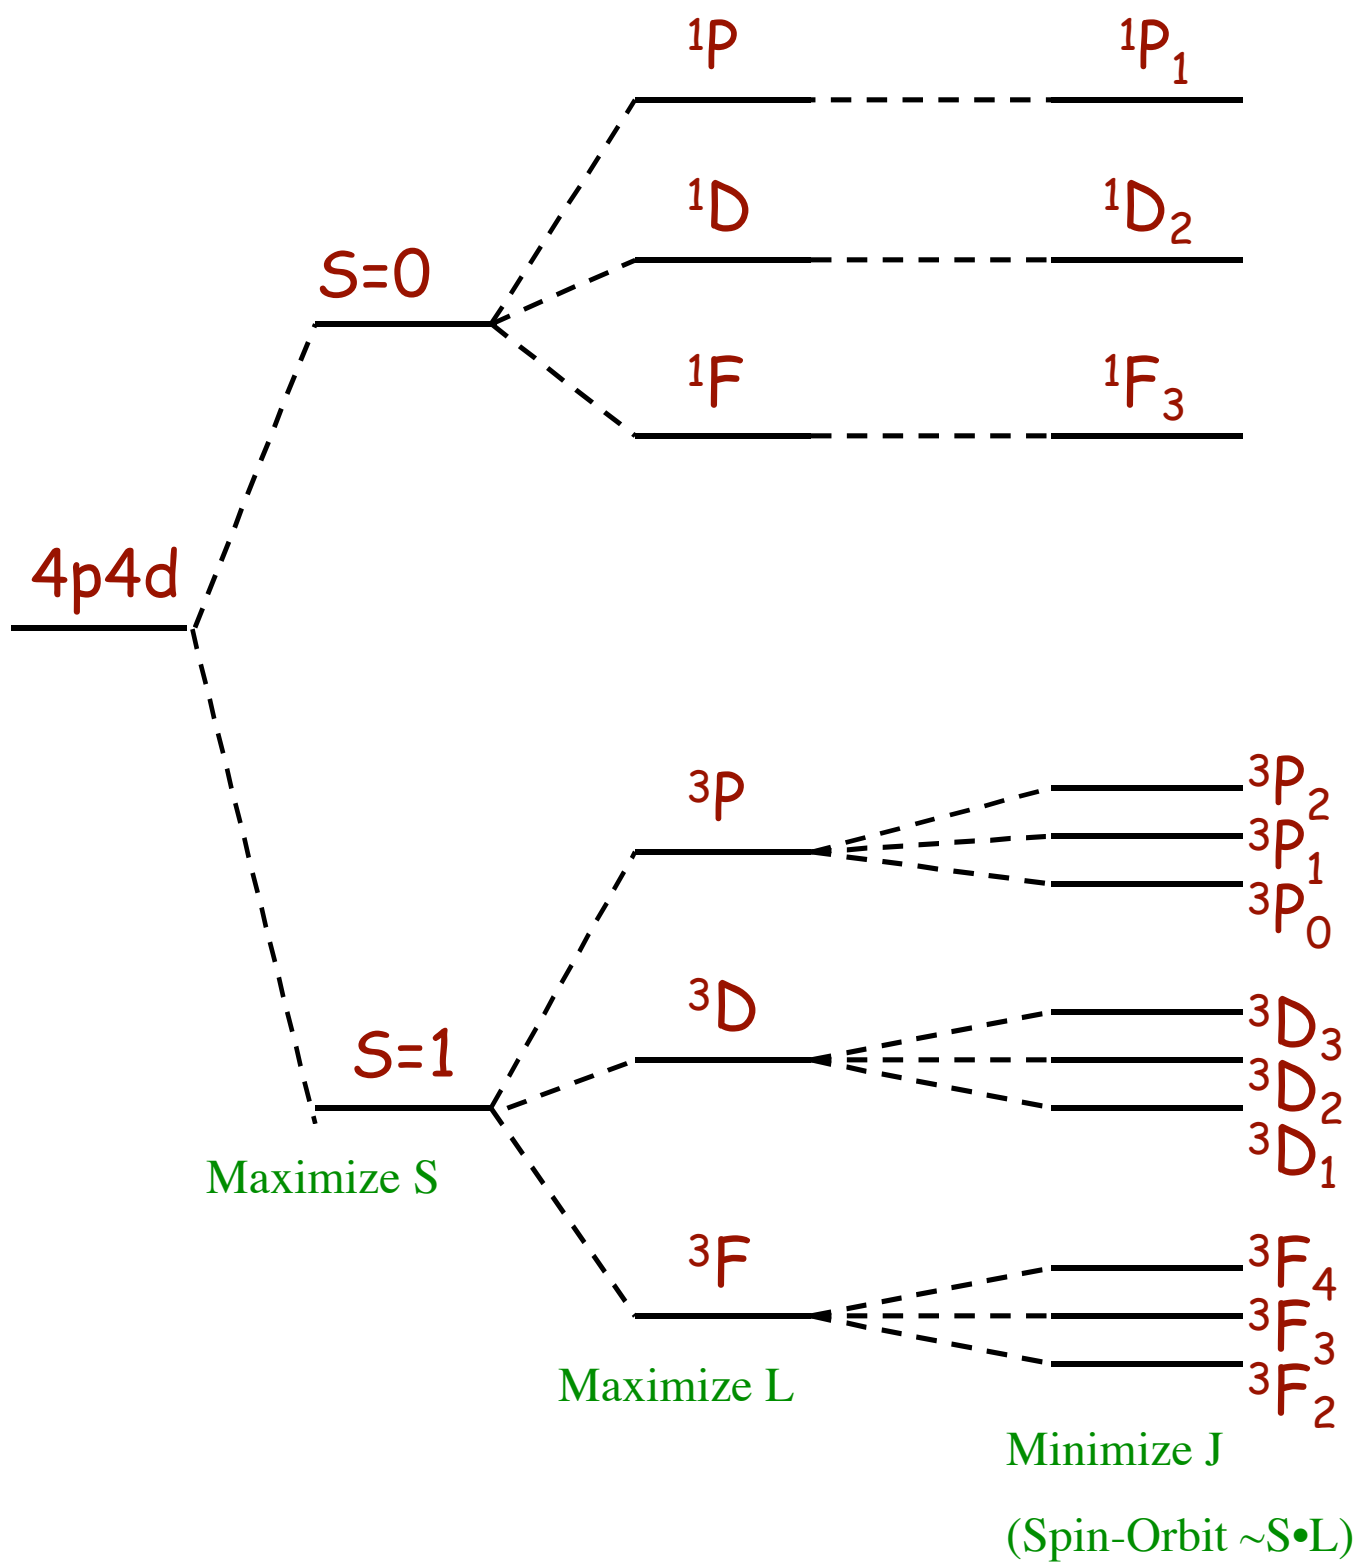 ¹P ¹P₁
¹D ¹D₂
S=0
¹F ¹F₃
4p4d
³P ³P₂
³P₁
³P₀
³D ³D₃
S=1 ³D₂
³D₁
Maximize S
³F ³F₄
³F₃
Maximize L ³F₂
Minimize J
(Spin-Orbit ~S•L)